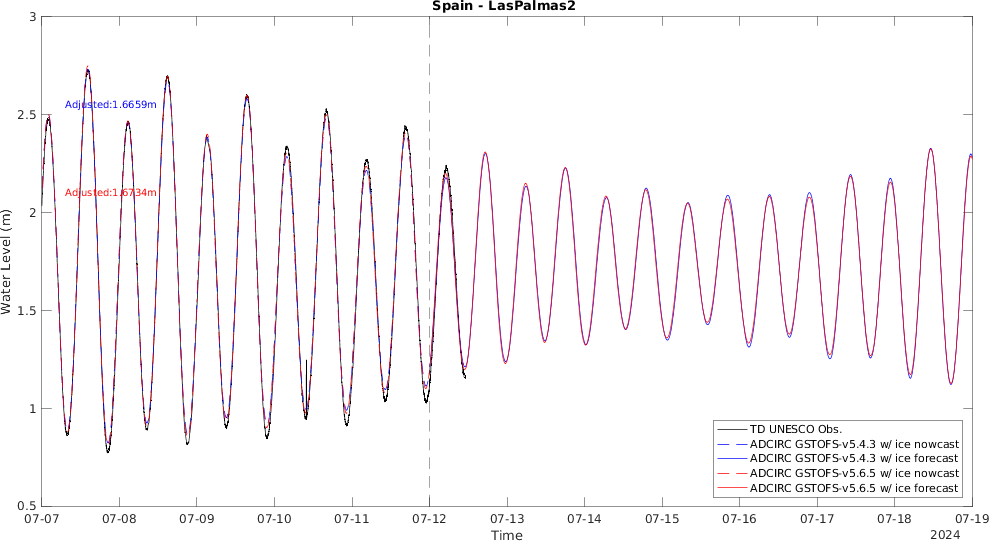 Spain - LasPalmas2
3
2.5
2
1.5
1
0.5
Water Level (m)
Adjusted:1.6659m
Adjusted:1.6734m
TD UNESCO Obs.
ADCIRC GSTOFS-v5.4.3 w/ ice nowcast
ADCIRC GSTOFS-v5.4.3 w/ ice forecast
ADCIRC GSTOFS-v5.6.5 w/ ice nowcast
ADCIRC GSTOFS-v5.6.5 w/ ice forecast
07-07 07-08 07-09 07-10 07-11 07-12 07-13 07-14 07-15 07-16 07-17 07-18 07-19
Time
2024